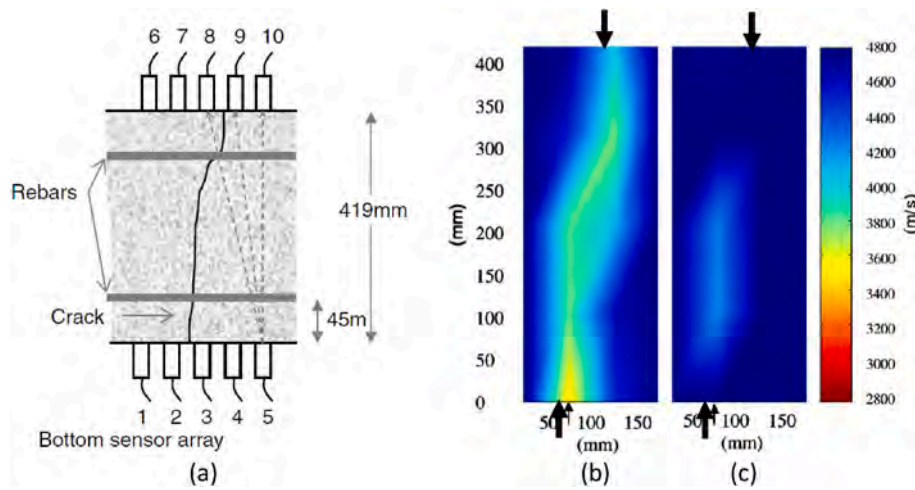 6 7 8 9 10
Rebars
419mm
Crack
45m
1 2 3 4 5
Bottom sensor array
(a)
400
350
300
250
200
150
100
50
0
(mm)
50 100 150
(mm)
(b)
50 100 150
(mm)
(c)
4800
4600
4400
4200
4000
3800
3600
3400
3200
3000
2800
(m/s)